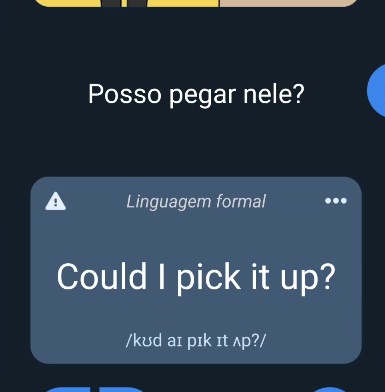 Posso pegar nele?
Linguagem formal
Could I pick it up?
/kʊd aɪ pɪk ɪt ʌp?/